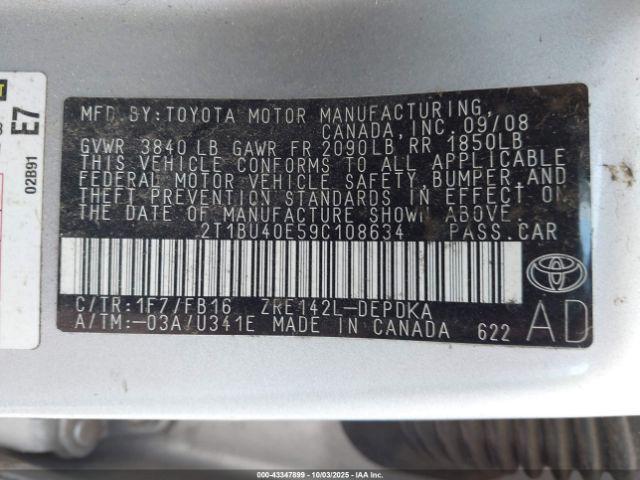 MFD BY:TOYOTA MOTOR MANUFACTURING
CANADA, INC. 09/08
GVWR 3840 LB GAWR FR 2090LB RR 1850LB
THIS VEHICLE CONFORMS TO ALL APPLICABLE
FEDERAL MOTOR VEHICLE SAFETY, BUMPER, AND
THEFT PREVENTION STANDARDS IN EFFECT O
THE DATE OF MANUFACTURE SHOW ABOVE.
2T1BU40E59C108634 PASS.CAR
C/TR:1F7/FB16 ZRE142L-DEPDKA
A/TM:-03A/U341E MADE IN CANADA 622
AD
E7
02B91
(500) - 43347899 - 10/03/2025 - IAA Inc.